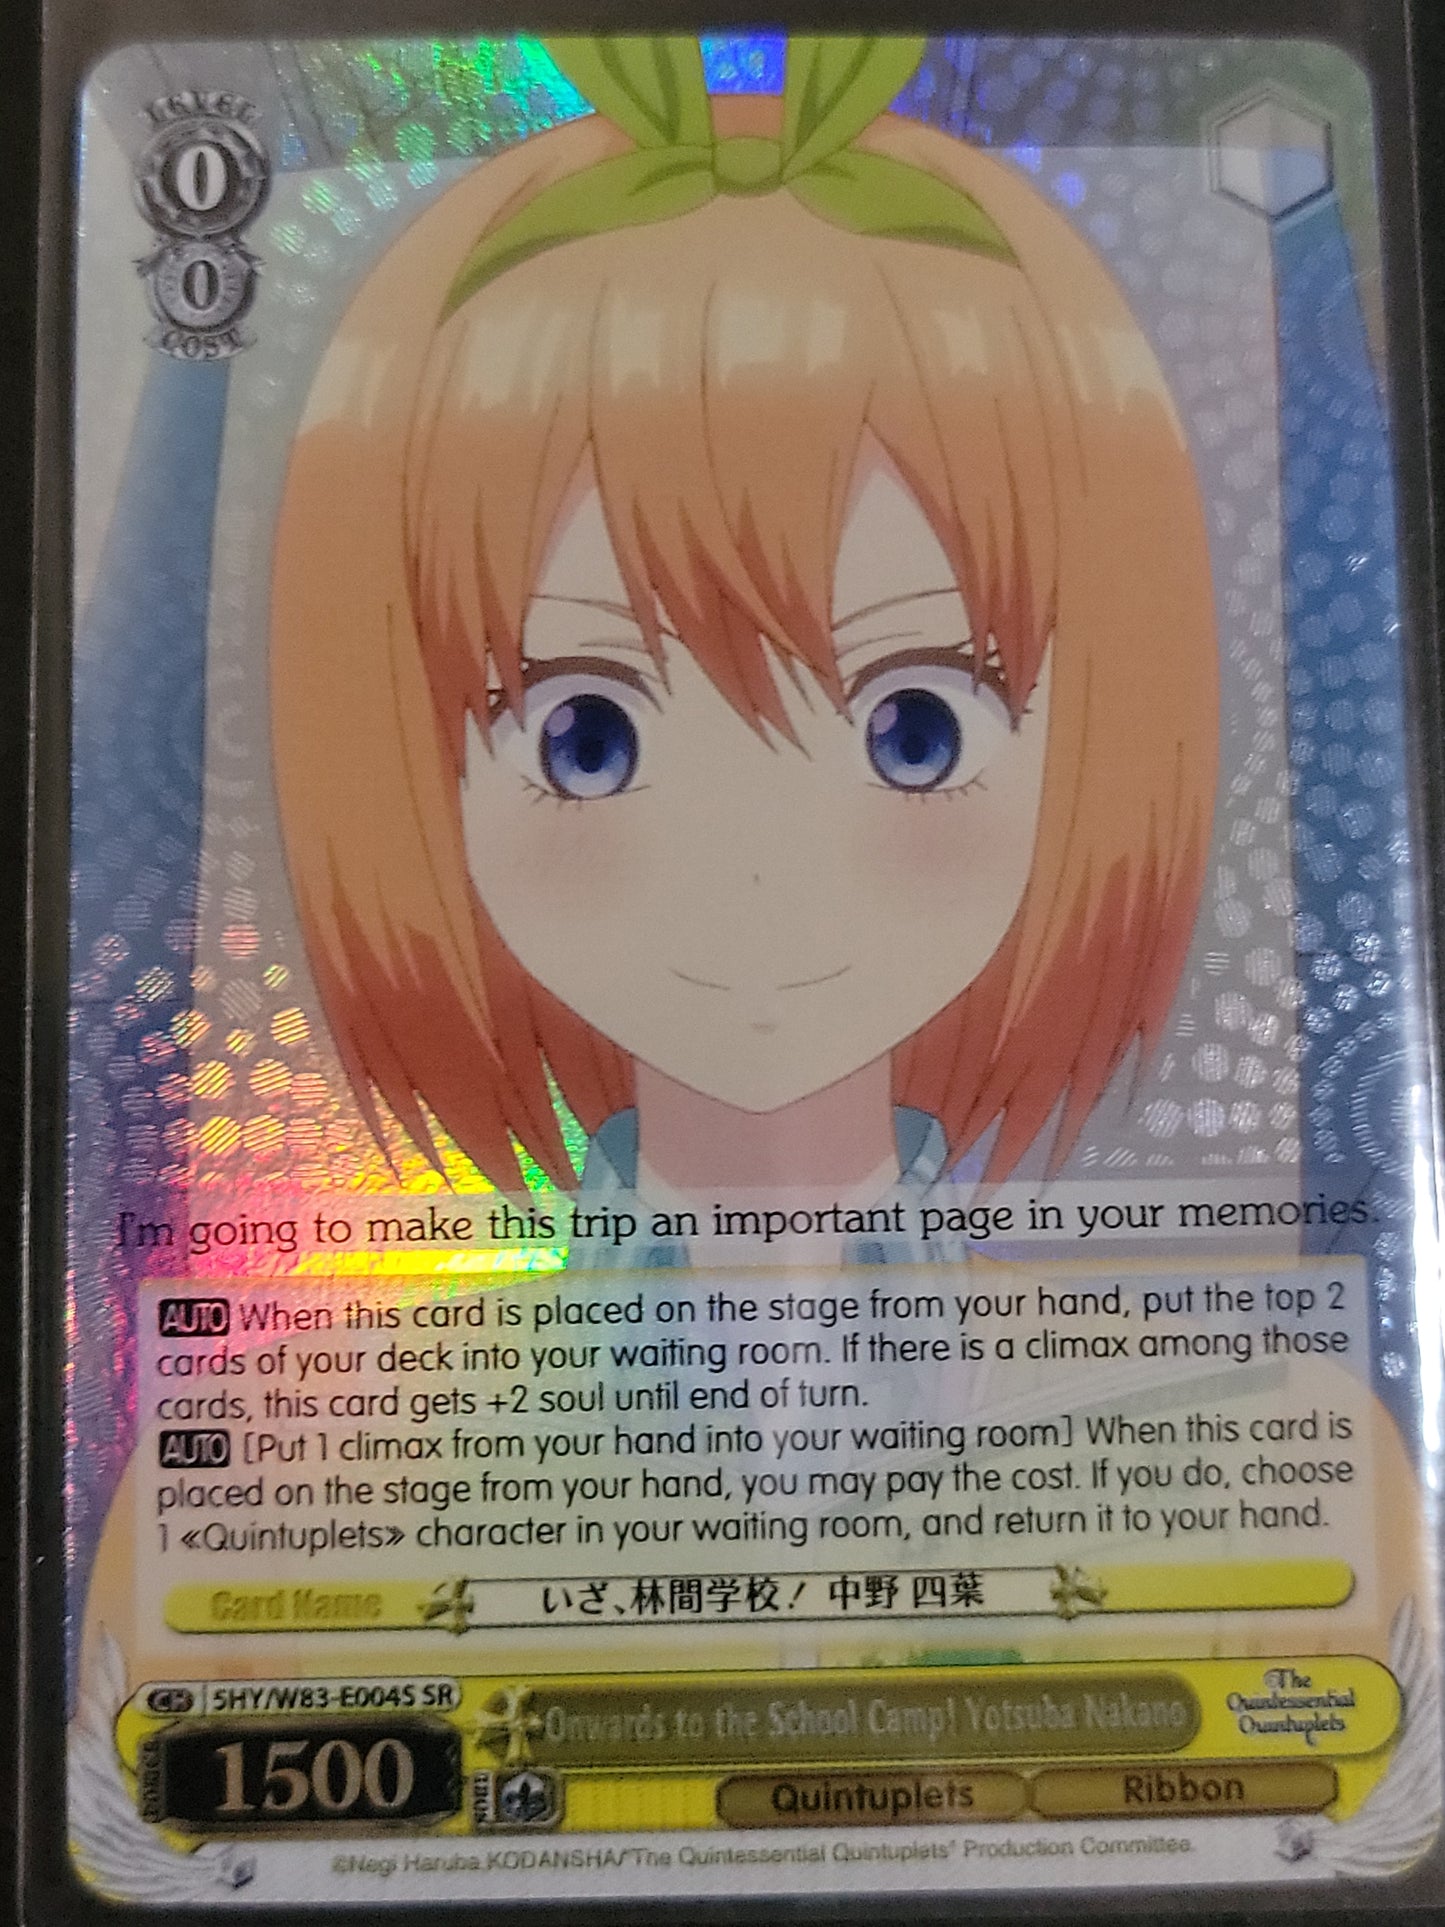 LEVEL
0
0
COST
I'm going to make this trip an important page in your memories.
AUTO When this card is placed on the stage from your hand, put the top 2
cards of your deck into your waiting room. If there is a climax among those
cards, this card gets +2 soul until end of turn.
AUTO [Put 1 climax from your hand into your waiting room] When this card is
placed on the stage from your hand, you may pay the cost. If you do, choose
1 «Quintuplets» character in your waiting room, and return it to your hand.
Card Name いざ、林間学校! 中野 四葉
CH 5HY/W83-E004S SR
Onwards to the School Camp! Yotsuba Nakano
The
Quintessential
Quintuplets
POWER 1500
Quintuplets Ribbon
©Negi Haruba,KODANSHA/"The Quintessential Quintuplets" Production Committee.